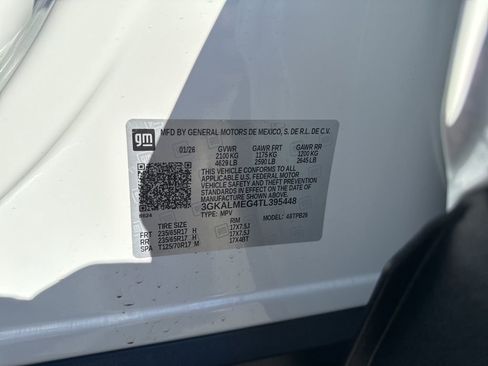 gm
MFD BY GENERAL MOTORS DE MEXICO, S. DE R.L. DE C.V.
01/26 GVWR GAWR FRT GAWR RR
2100 KG 1175 KG 1200 KG
4629 LB 2590 LB 2645 LB
THIS VEHICLE CONFORMS TO ALL APPLICABLE
U.S. FEDERAL MOTOR VEHICLE SAFETY, BUMPER,
AND THEFT PREVENTION STANDARDS
IN EFFECT ON THE DATE OF
MANUFACTURE SHOWN ABOVE.
3GKALMEG4TL395448
TYPE: MPV MODEL: 4XTPB26
TIRE SIZE RIM
FRT 235/65R17 H 17X7.5J
RR 235/65R17 H 17X7.5J
SPA T125/70R17 M 17X4BT